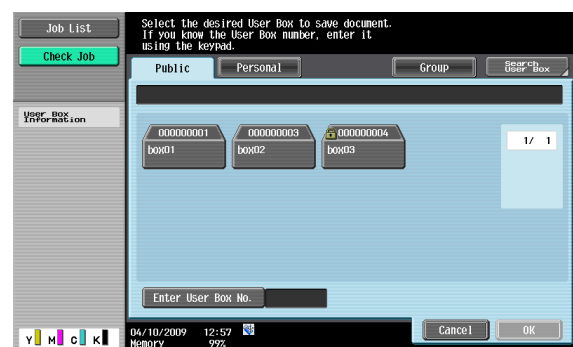 Job List
Check Job
Select the desired User Box to save document.
If you know the User Box number, enter it
using the keypad.
Public
Personal
Group
Search
User Box
User Box
Information
000000001
box01
000000003
box02
000000004
box03
1/ 1
Enter User Box No.
Y M C K
04/10/2009 12:57
Memory 99%
Cancel
OK